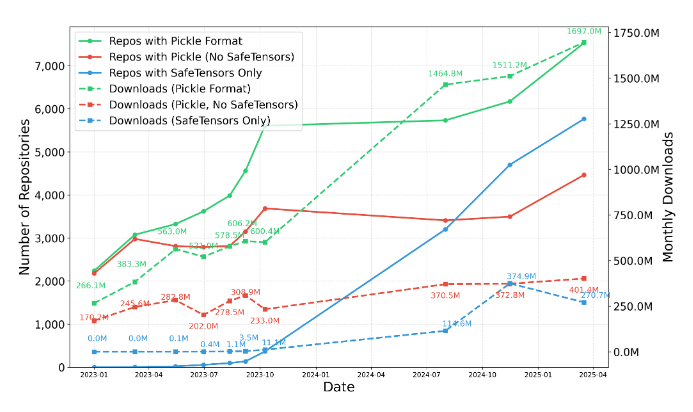 1697.0M
1750.0M
Repos with Pickle Format
Repos with Pickle (No SafeTensors)
Repos with SafeTensors Only
Downloads (Pickle Format)
Downloads (Pickle, No SafeTensors)
Downloads (SafeTensors Only)
1511.2M
1464.8M
7,000
1500.0M
6,000
1250.0M
5,000
1000.0M
4,000
750.0M
606.2M
563.0M
578.5M
600.4M
3,000
500.0M
383.3M
374.9M
266.1M
2,000
308.9M
370.5M
372.8M
401.4M
270.7M
245.6M
250.0M
170.2M
278.5M
233.0M
202.0M
114.6M
1,000
0.0M
0.0M
0.1M
0.4M
1.1M
3.5M
11.1M
0.0M
0
2023-01
2023-04
2023-07
2023-10
2024-01
2024-04
2024-07
2024-10
2025-01
2025-04
Number of Repositories
Monthly Downloads
Date